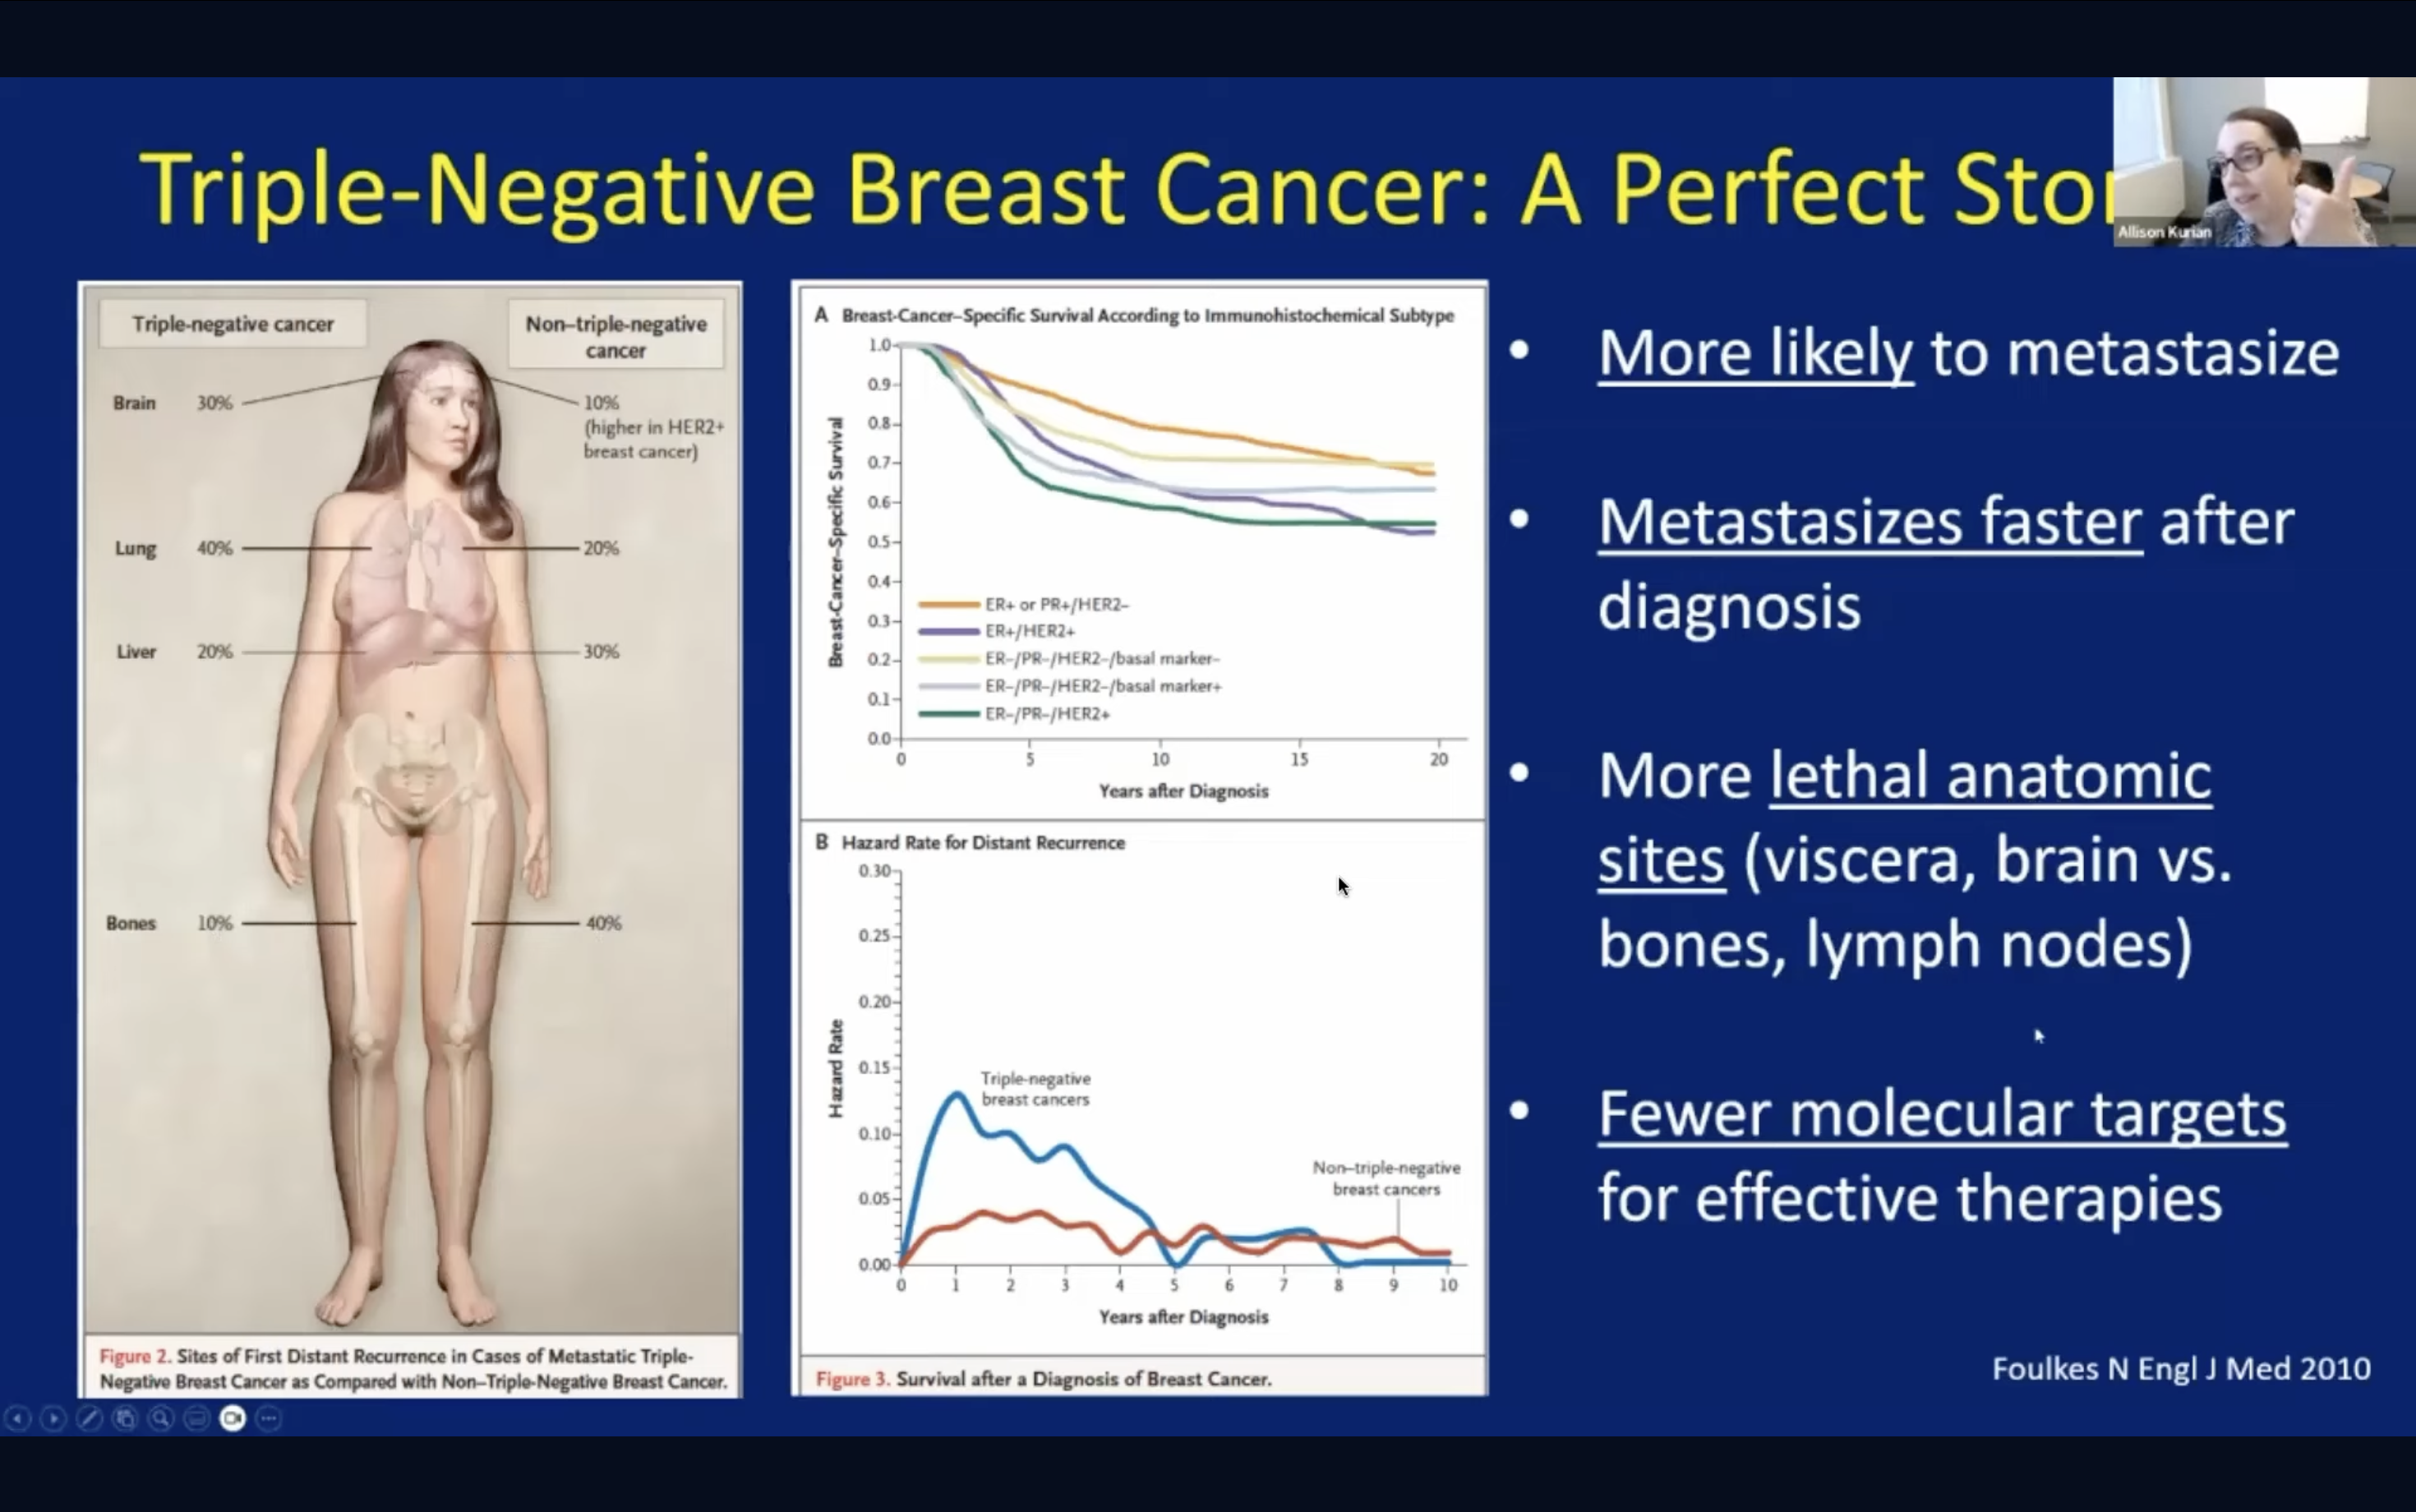 Triple-Negative Breast Cancer: A Perfect Stor
Allison Kurian
Triple-negative cancer
Non–triple-negative
cancer
Brain 30%
10%
(higher in HER2+
breast cancer)
Lung 40%
20%
Liver 20%
30%
Bones 10%
40%
Figure 2. Sites of First Distant Recurrence in Cases of Metastatic Triple-
Negative Breast Cancer as Compared with Non–Triple-Negative Breast Cancer.
A Breast-Cancer–Specific Survival According to Immunohistochemical Subtype
Breast-Cancer–Specific Survival
1.0
0.9
0.8
0.7
0.6
0.5
0.4
0.3
0.2
0.1
0.0
ER+ or PR+/HER2–
ER+/HER2+
ER–/PR–/HER2–/basal marker–
ER–/PR–/HER2–/basal marker+
ER–/PR–/HER2+
0 5 10 15 20
Years after Diagnosis
B Hazard Rate for Distant Recurrence
Hazard Rate
0.30
0.25
0.20
0.15
0.10
0.05
0.00
Triple-negative
breast cancers
Non–triple-negative
breast cancers
0 1 2 3 4 5 6 7 8 9 10
Years after Diagnosis
Figure 3. Survival after a Diagnosis of Breast Cancer.
• More likely to metastasize
• Metastasizes faster after
diagnosis
• More lethal anatomic
sites (viscera, brain vs.
bones, lymph nodes)
• Fewer molecular targets
for effective therapies
Foulkes N Engl J Med 2010